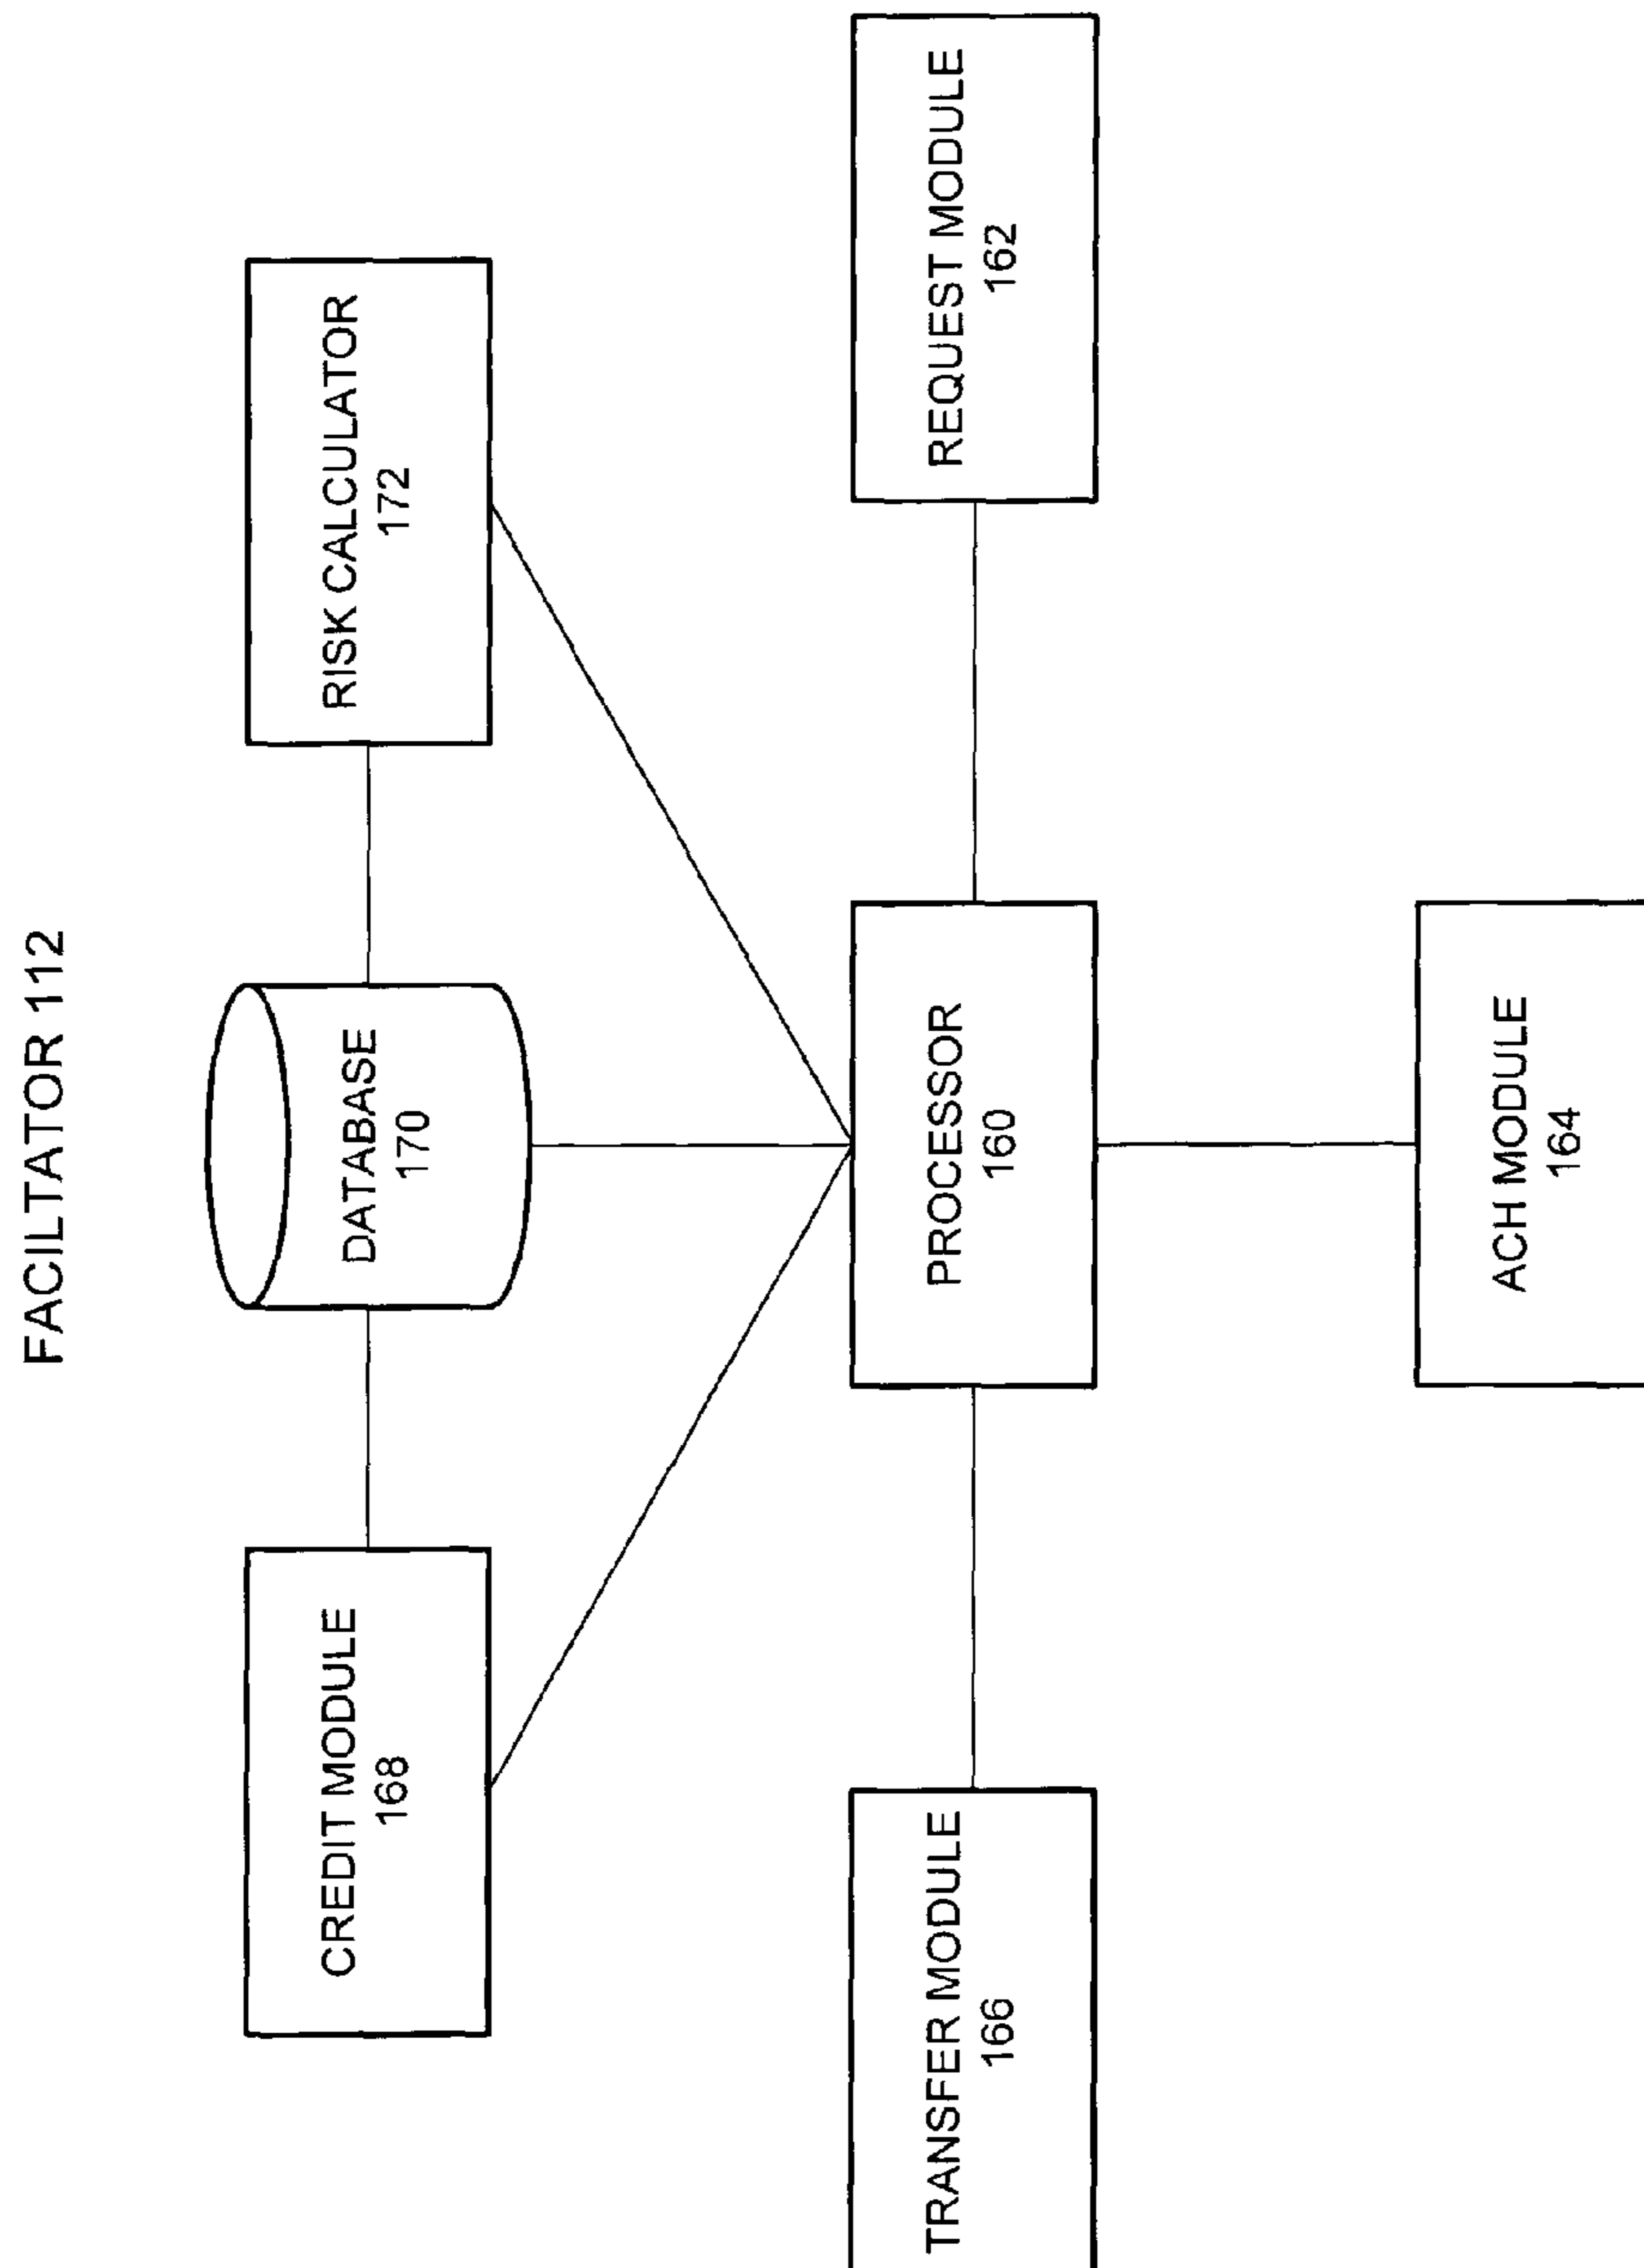 FACILTATOR 112
CREDIT MODULE
168
DATABASE
170
RISK CALCULATOR
172
TRANSFER MODULE
166
PROCESSOR
160
REQUEST MODULE
162
ACH MODULE
164